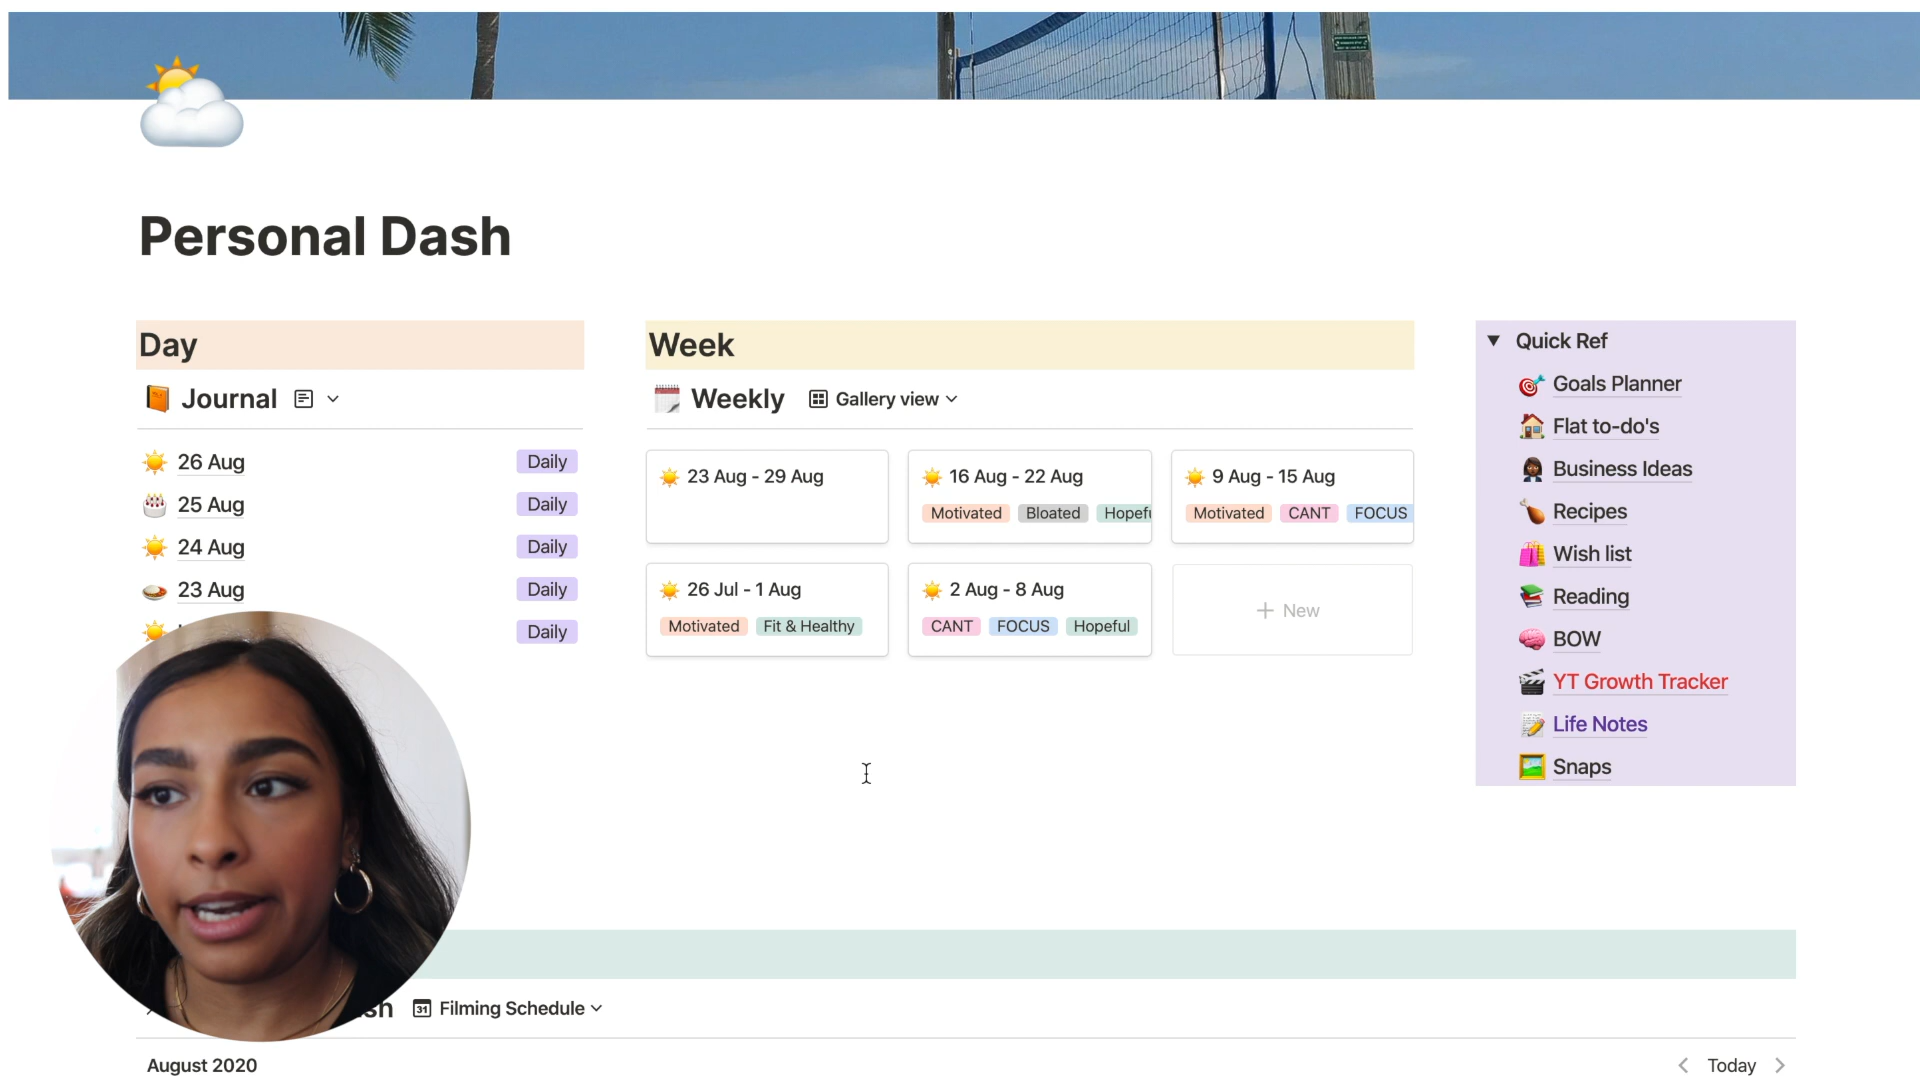 Personal Dash
Day
Journal
26 Aug Daily
25 Aug Daily
24 Aug Daily
23 Aug Daily
Daily
Week
Weekly Gallery view
23 Aug - 29 Aug
16 Aug - 22 Aug
Motivated Bloated Hopefu
9 Aug - 15 Aug
Motivated CANT FOCUS
26 Jul - 1 Aug
Motivated Fit & Healthy
2 Aug - 8 Aug
CANT FOCUS Hopeful
+ New
Quick Ref
Goals Planner
Flat to-do's
Business Ideas
Recipes
Wish list
Reading
BOW
YT Growth Tracker
Life Notes
Snaps
31 Filming Schedule
August 2020
Today